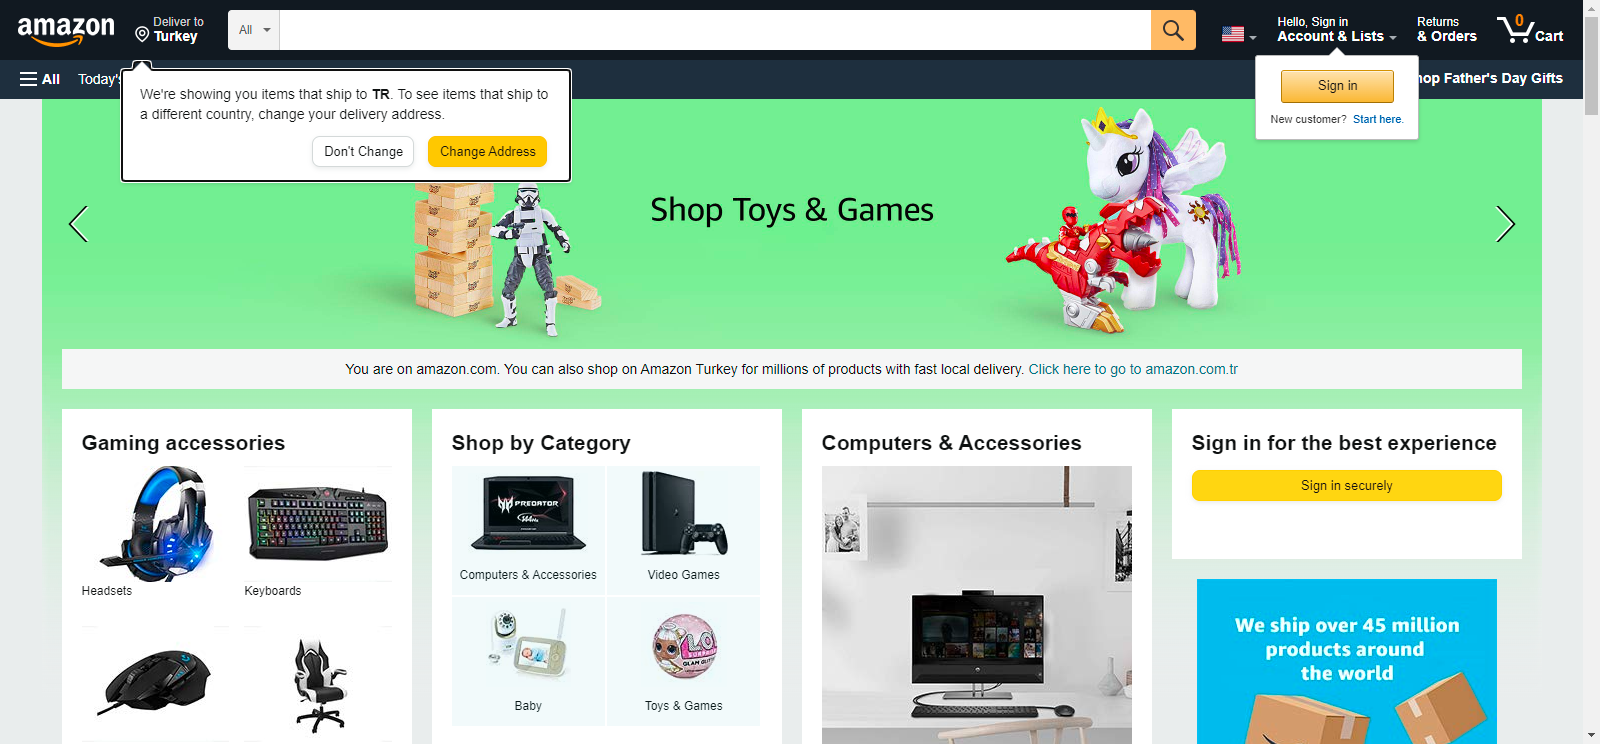 amazon
Deliver to
Turkey
All
Hello, Sign in
Account & Lists
Returns
& Orders
0
Cart
All
Today's
hop Father's Day Gifts
We're showing you items that ship to TR. To see items that ship to
a different country, change your delivery address.
Don't Change
Change Address
Sign in
New customer? Start here.
Shop Toys & Games
You are on amazon.com. You can also shop on Amazon Turkey for millions of products with fast local delivery. Click here to go to amazon.com.tr
Gaming accessories
Headsets
Keyboards
Shop by Category
PREDATOR
Computers & Accessories
Video Games
L.O.L
SURPRISE
Baby
Toys & Games
Computers & Accessories
Sign in for the best experience
Sign in securely
We ship over 45 million
products around
the world